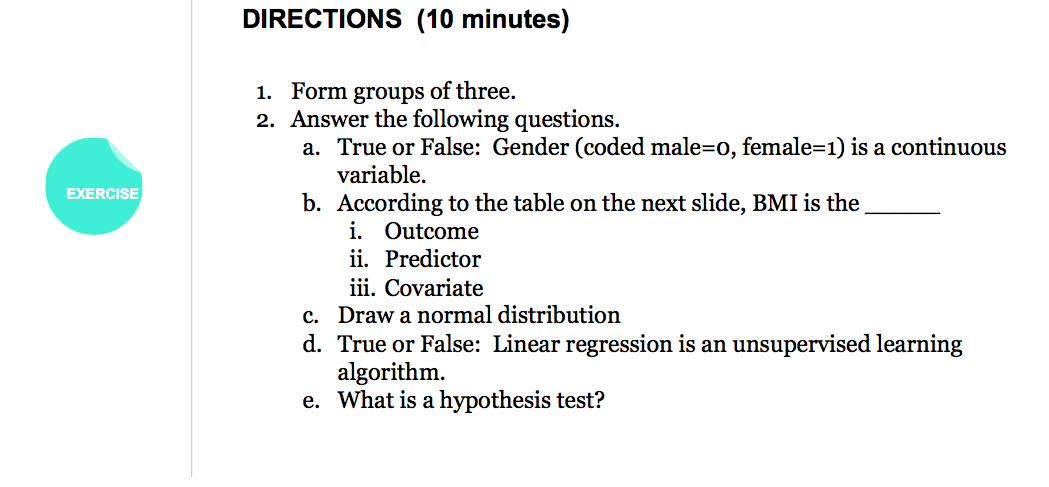 DIRECTIONS (10 minutes)
1. Form groups of three.
2. Answer the following questions.
a. True or False: Gender (coded male=0, female=1) is a continuous
variable.
b. According to the table on the next slide, BMI is the ______
i. Outcome
ii. Predictor
iii. Covariate
c. Draw a normal distribution
d. True or False: Linear regression is an unsupervised learning
algorithm.
e. What is a hypothesis test?
EXERCISE